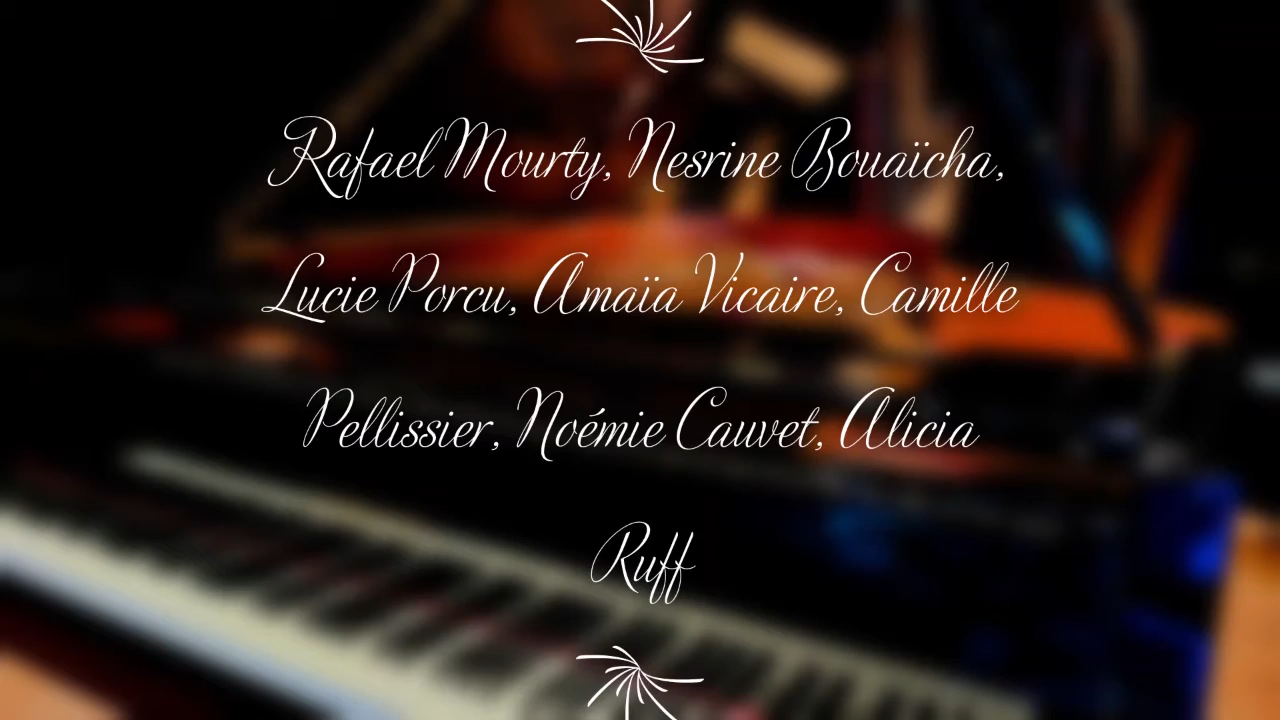 Rafael Mourty, Nesrine Bouaïcha,
Lucie Porcu, Amaïa Vicaire, Camille
Pellissier, Noémie Cauvet, Alicia
Ruff